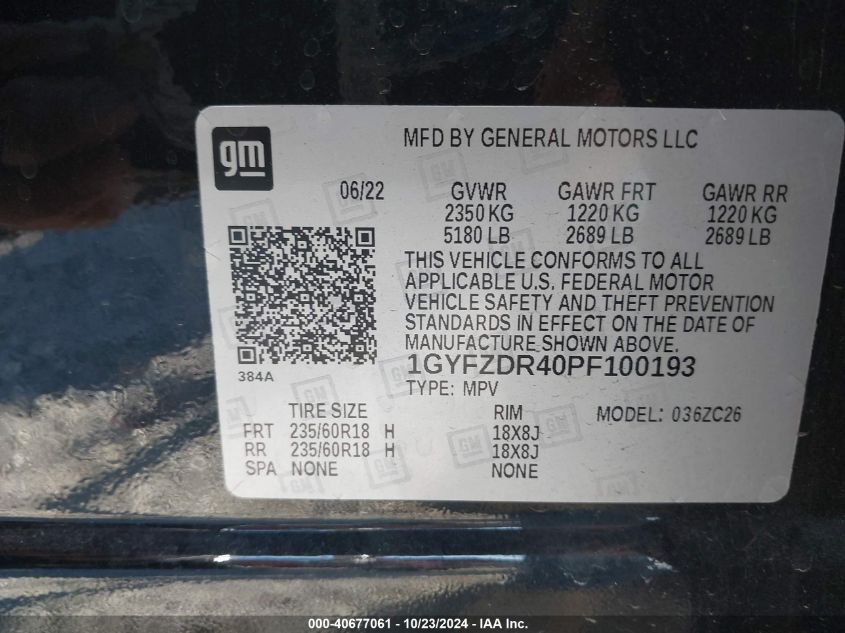 gm
MFD BY GENERAL MOTORS LLC
06/22 GVWR GAWR FRT GAWR RR
2350 KG 1220 KG 1220 KG
5180 LB 2689 LB 2689 LB
THIS VEHICLE CONFORMS TO ALL
APPLICABLE U.S. FEDERAL MOTOR
VEHICLE SAFETY AND THEFT PREVENTION
STANDARDS IN EFFECT ON THE DATE OF
MANUFACTURE SHOWN ABOVE.
384A
1GYFZDR40PF100193
TYPE: MPV
TIRE SIZE RIM MODEL: 036ZC26
FRT 235/60R18 H 18X8J
RR 235/60R18 H 18X8J
SPA NONE NONE
000-40677061 - 10/23/2024 - IAA Inc.